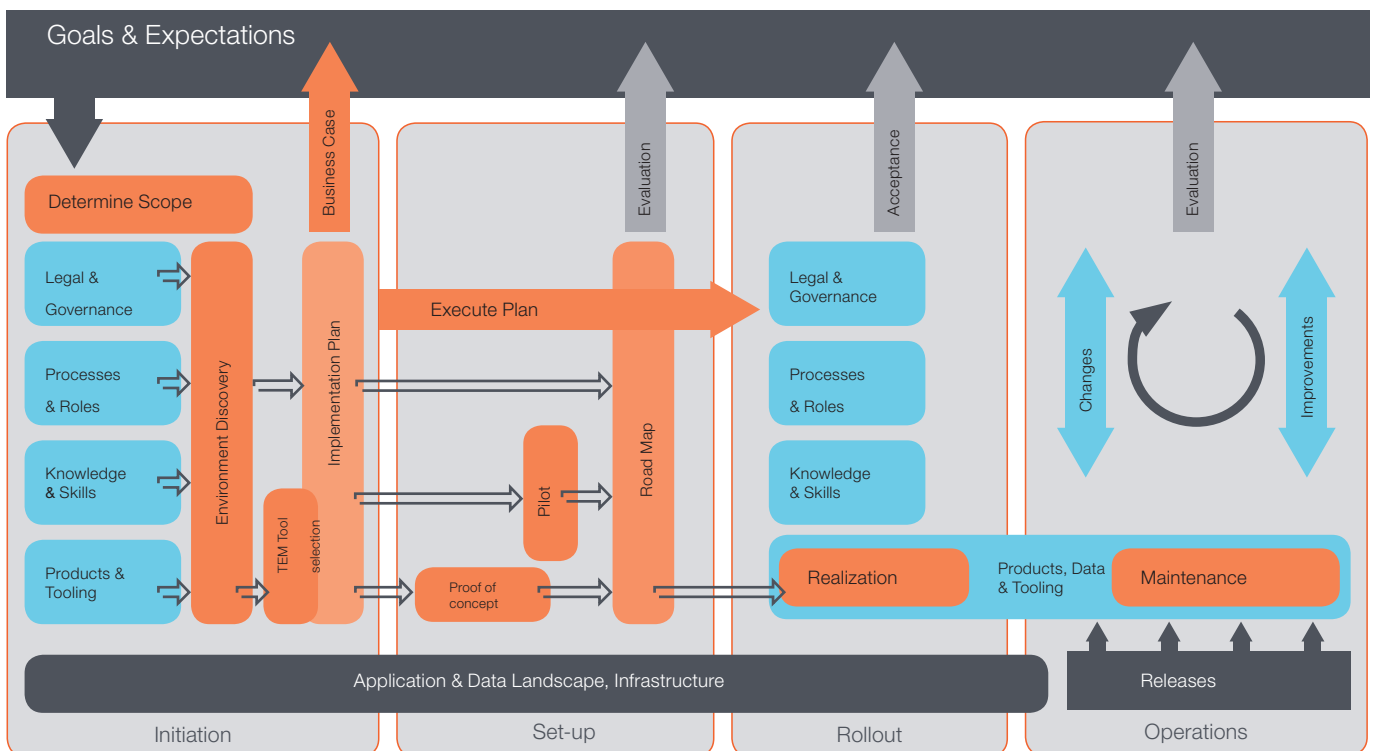 Goals & Expectations
Business Case
Evaluation
Acceptance
Evaluation
Determine Scope
Legal &
Governance
Processes
& Roles
Knowledge
& Skills
Products &
Tooling
Environment Discovery
TEM Tool
selection
Implementation Plan
Execute Plan
Pilot
Proof of
concept
Road Map
Legal &
Governance
Processes
& Roles
Knowledge
& Skills
Realization
Products, Data
& Tooling
Maintenance
Changes
Improvements
Application & Data Landscape, Infrastructure
Releases
Initiation
Set-up
Rollout
Operations